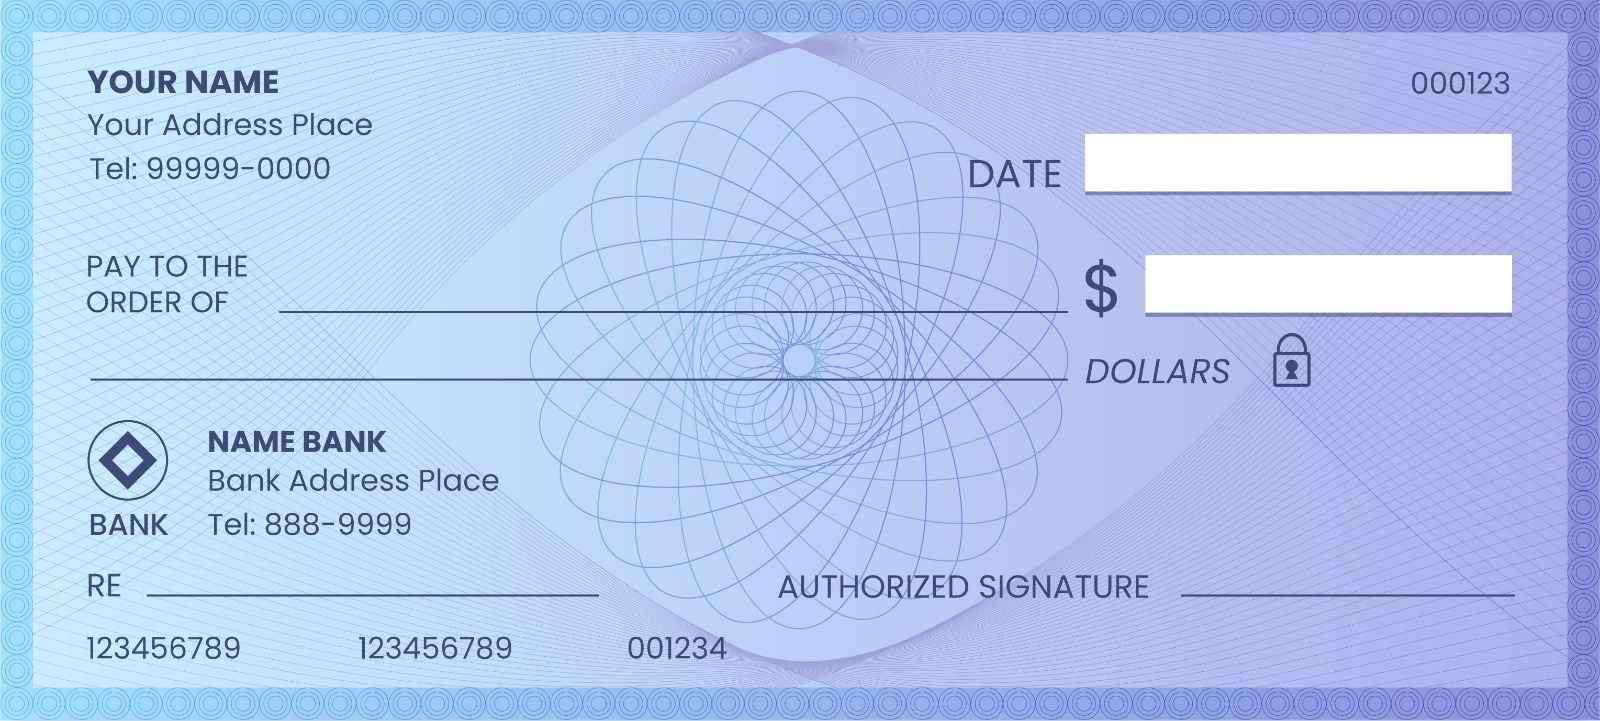 YOUR NAME
Your Address Place
Tel: 99999-0000
000123
DATE
PAY TO THE
ORDER OF
$
DOLLARS
BANK
NAME BANK
Bank Address Place
Tel: 888-9999
RE
AUTHORIZED SIGNATURE
123456789 123456789 001234